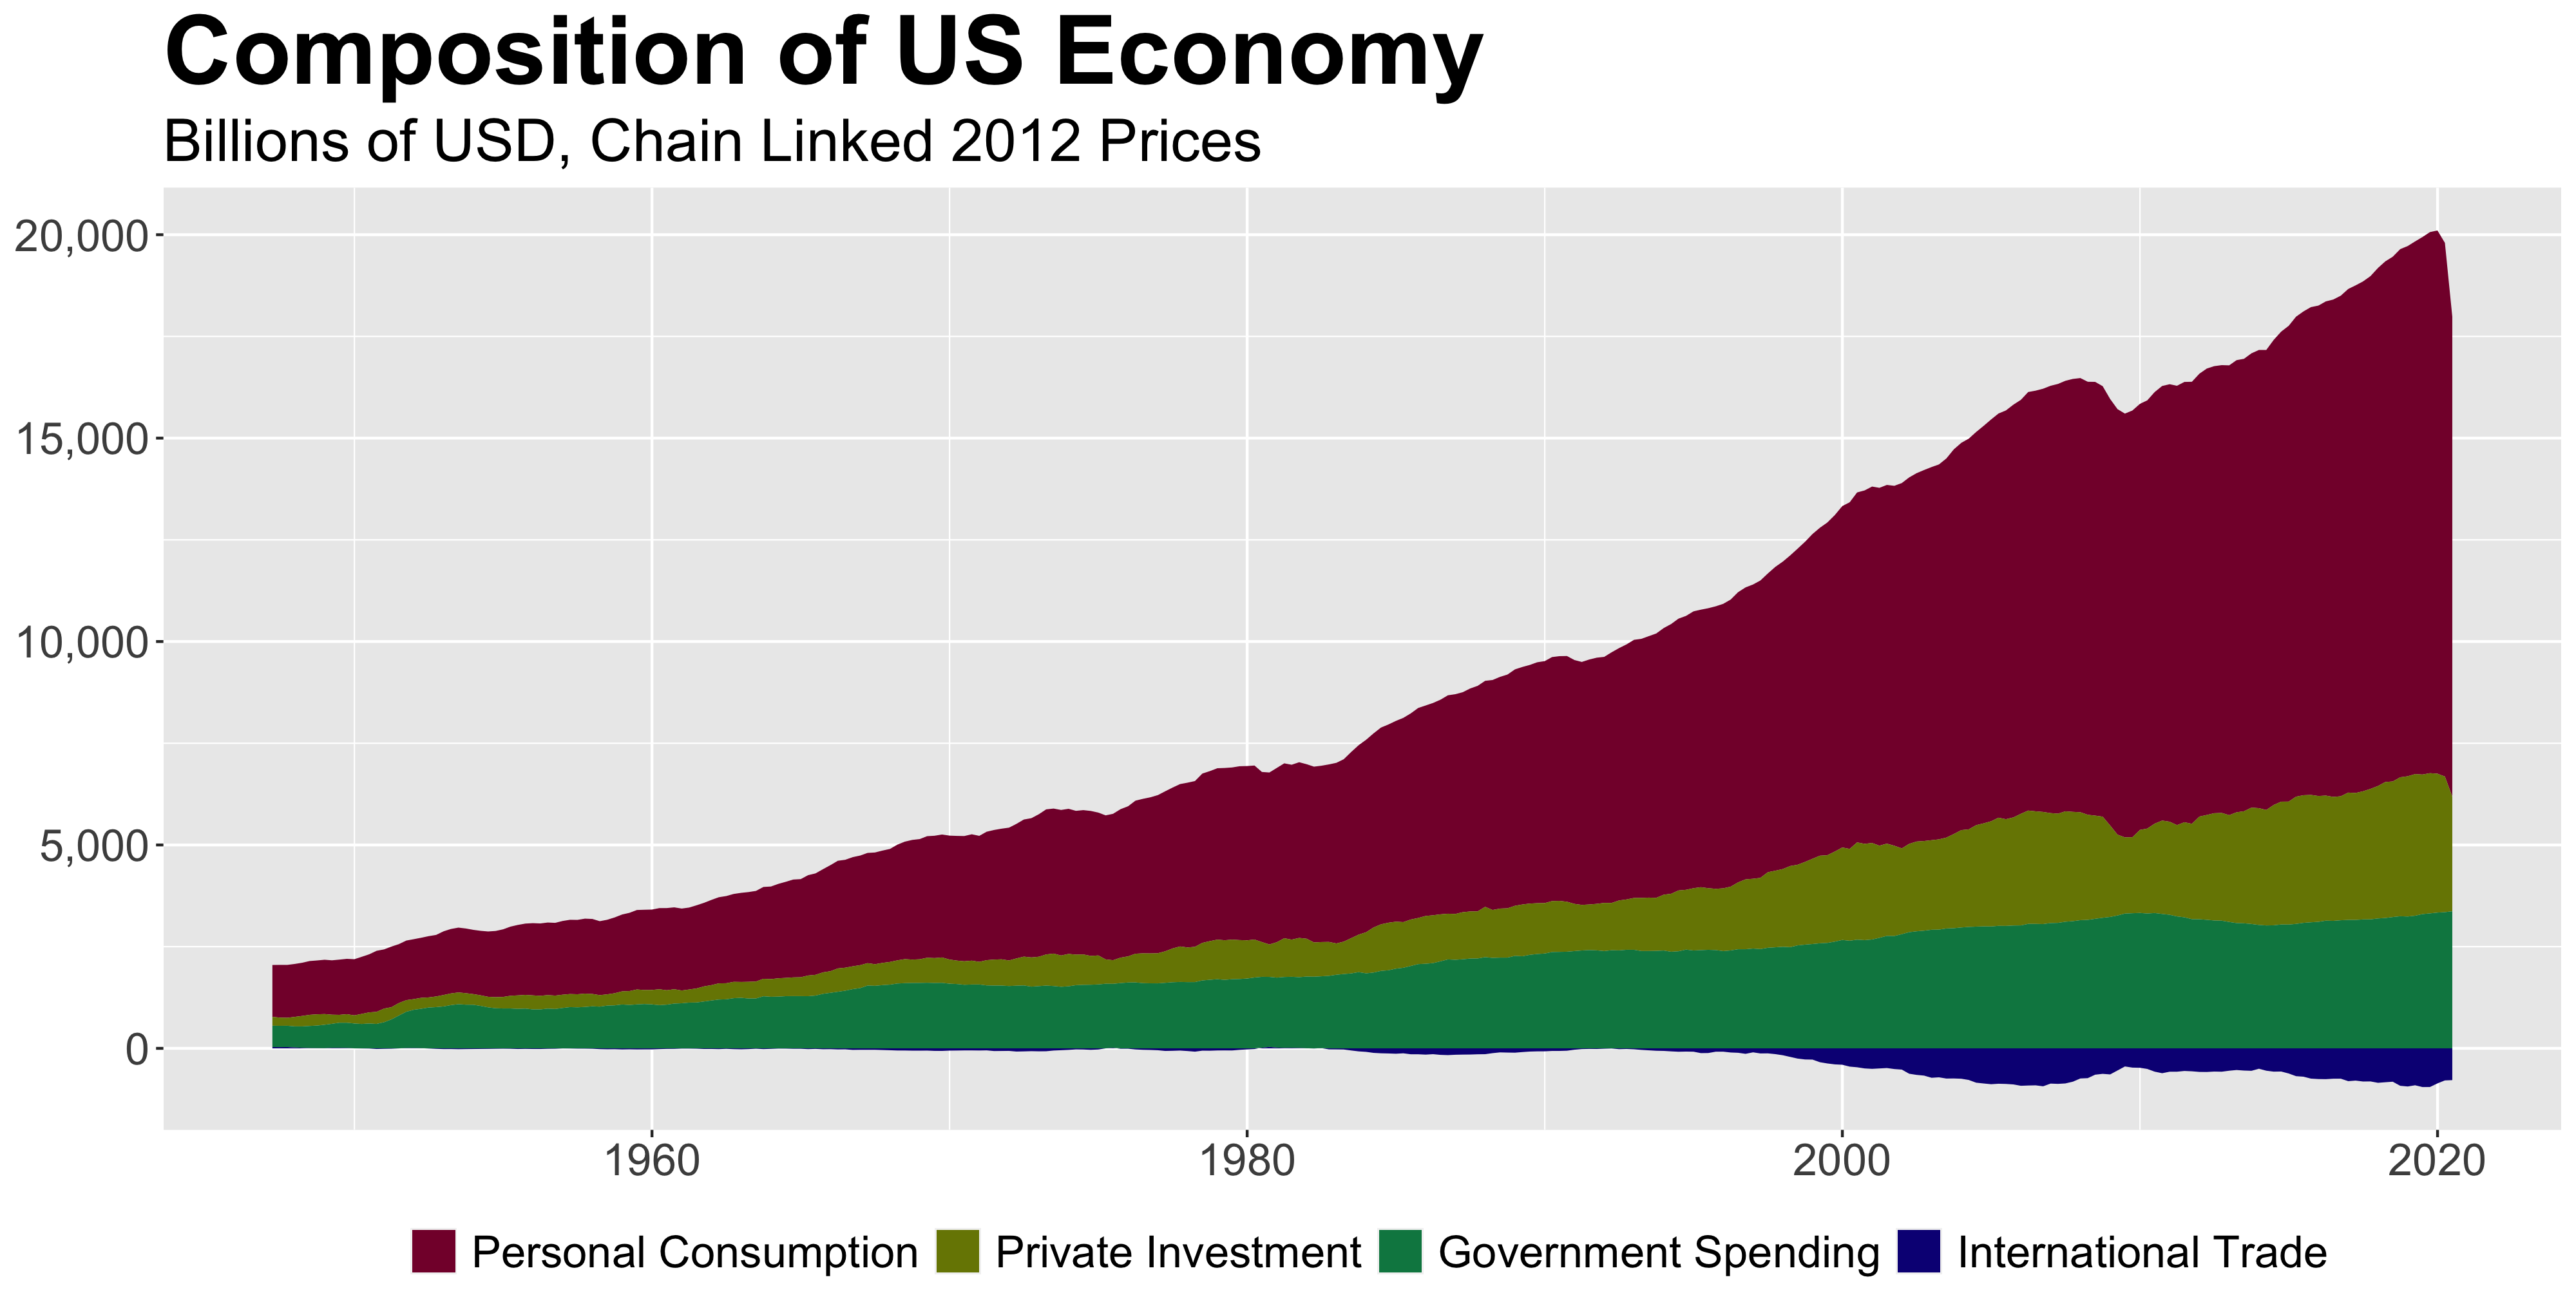 Composition of US Economy
Billions of USD, Chain Linked 2012 Prices
20,000
15,000
10,000
5,000
0
1960 1980 2000 2020
Personal Consumption Private Investment Government Spending International Trade